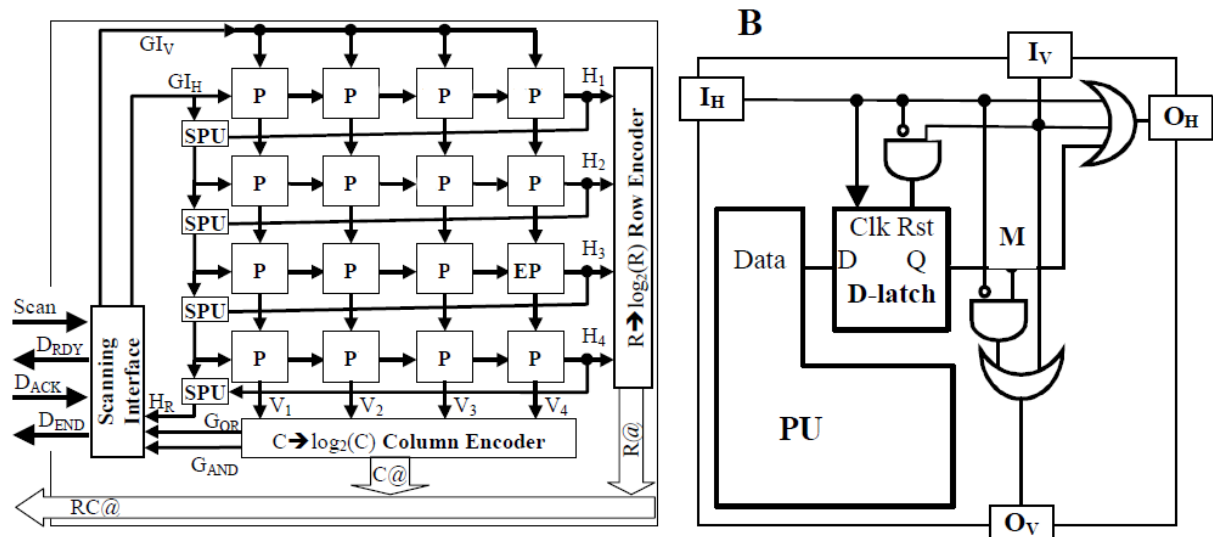 GI_V
GI_H
P P P P H_1
SPU
P P P P H_2
SPU
P P P EP H_3
SPU
P P P P H_4
SPU
Scan
D_RDY
D_ACK
D_END
Scanning
Interface
H_R
G_OR
G_AND
V_1 V_2 V_3 V_4
C➔log_2(C) Column Encoder
R➔log_2(R) Row Encoder
C@
R@
RC@
B
I_V
I_H
O_H
Clk Rst
M
Data
D Q
D-latch
PU
O_V